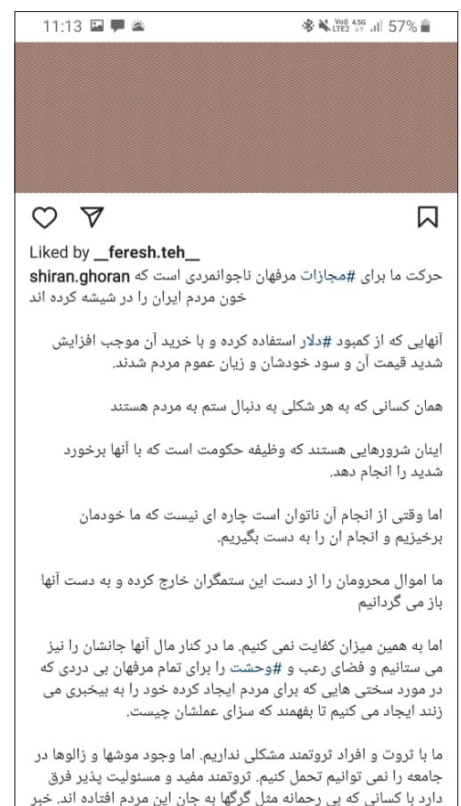 11:13 57%
Liked by __feresh.teh__
shiran.ghoran حرکت ما برای #مجازات مرفهان ناجوانمردی است که
خون مردم ایران را در شیشه کرده اند
آنهایی که از کمبود #دلار استفاده کرده و با خرید آن موجب افزایش
شدید قیمت آن و سود خودشان و زیان عموم مردم شدند.
همان کسانی که به هر شکلی به دنبال ستم به مردم هستند
اینان شرورهایی هستند که وظیفه حکومت است که با آنها برخورد
شدید را انجام دهد.
اما وقتی از انجام آن ناتوان است چاره ای نیست که ما خودمان
برخیزیم و انجام ان را به دست بگیریم.
ما اموال محرومان را از دست این ستمگران خارج کرده و به دست آنها
باز می گردانیم
اما به همین میزان کفایت نمی کنیم. ما در کنار مال آنها جانشان را نیز
می ستانیم و فضای رعب و #وحشت را برای تمام مرفهان بی دردی که
در مورد سختی هایی که برای مردم ایجاد کرده خود را به بیخبری می
زنند ایجاد می کنیم تا بفهمند که سزای عملشان چیست.
ما با ثروت و افراد ثروتمند مشکلی نداریم. اما وجود موشها و زالوها در
جامعه را نمی توانیم تحمل کنیم. ثروتمند مفید و مسئولیت پذیر فرق
دارد با کسانی که بی رحمانه مثل گرگها به جان این مردم افتاده اند. خبر